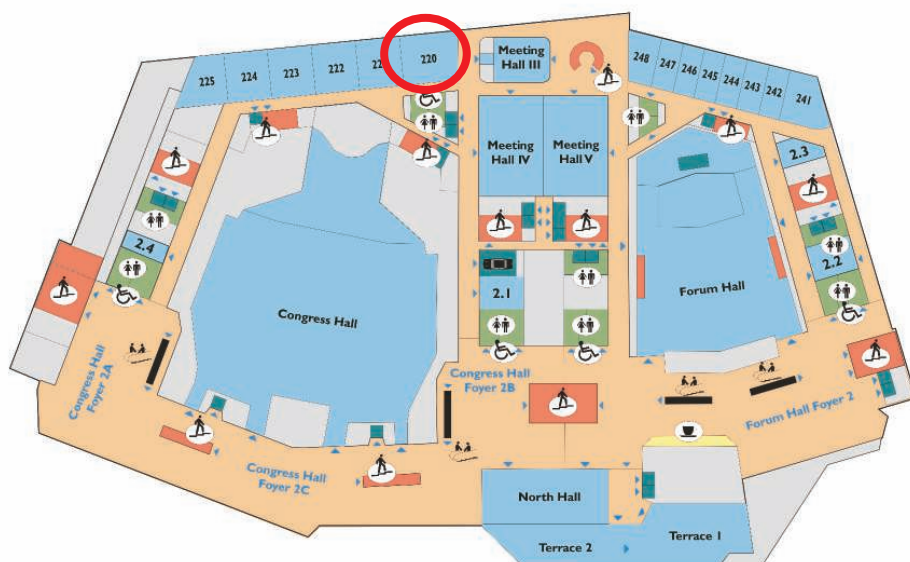 220
Meeting
Hall III
225
224
223
222
248
247
246
245
244
243
242
241
Meeting
Hall IV
Meeting
Hall V
2.3
2.4
2.2
2.1
Congress Hall
Forum Hall
Congress Hall
Foyer 2A
Congress Hall
Foyer 2B
Forum Hall Foyer 2
Congress Hall
Foyer 2C
North Hall
Terrace 2
Terrace 1